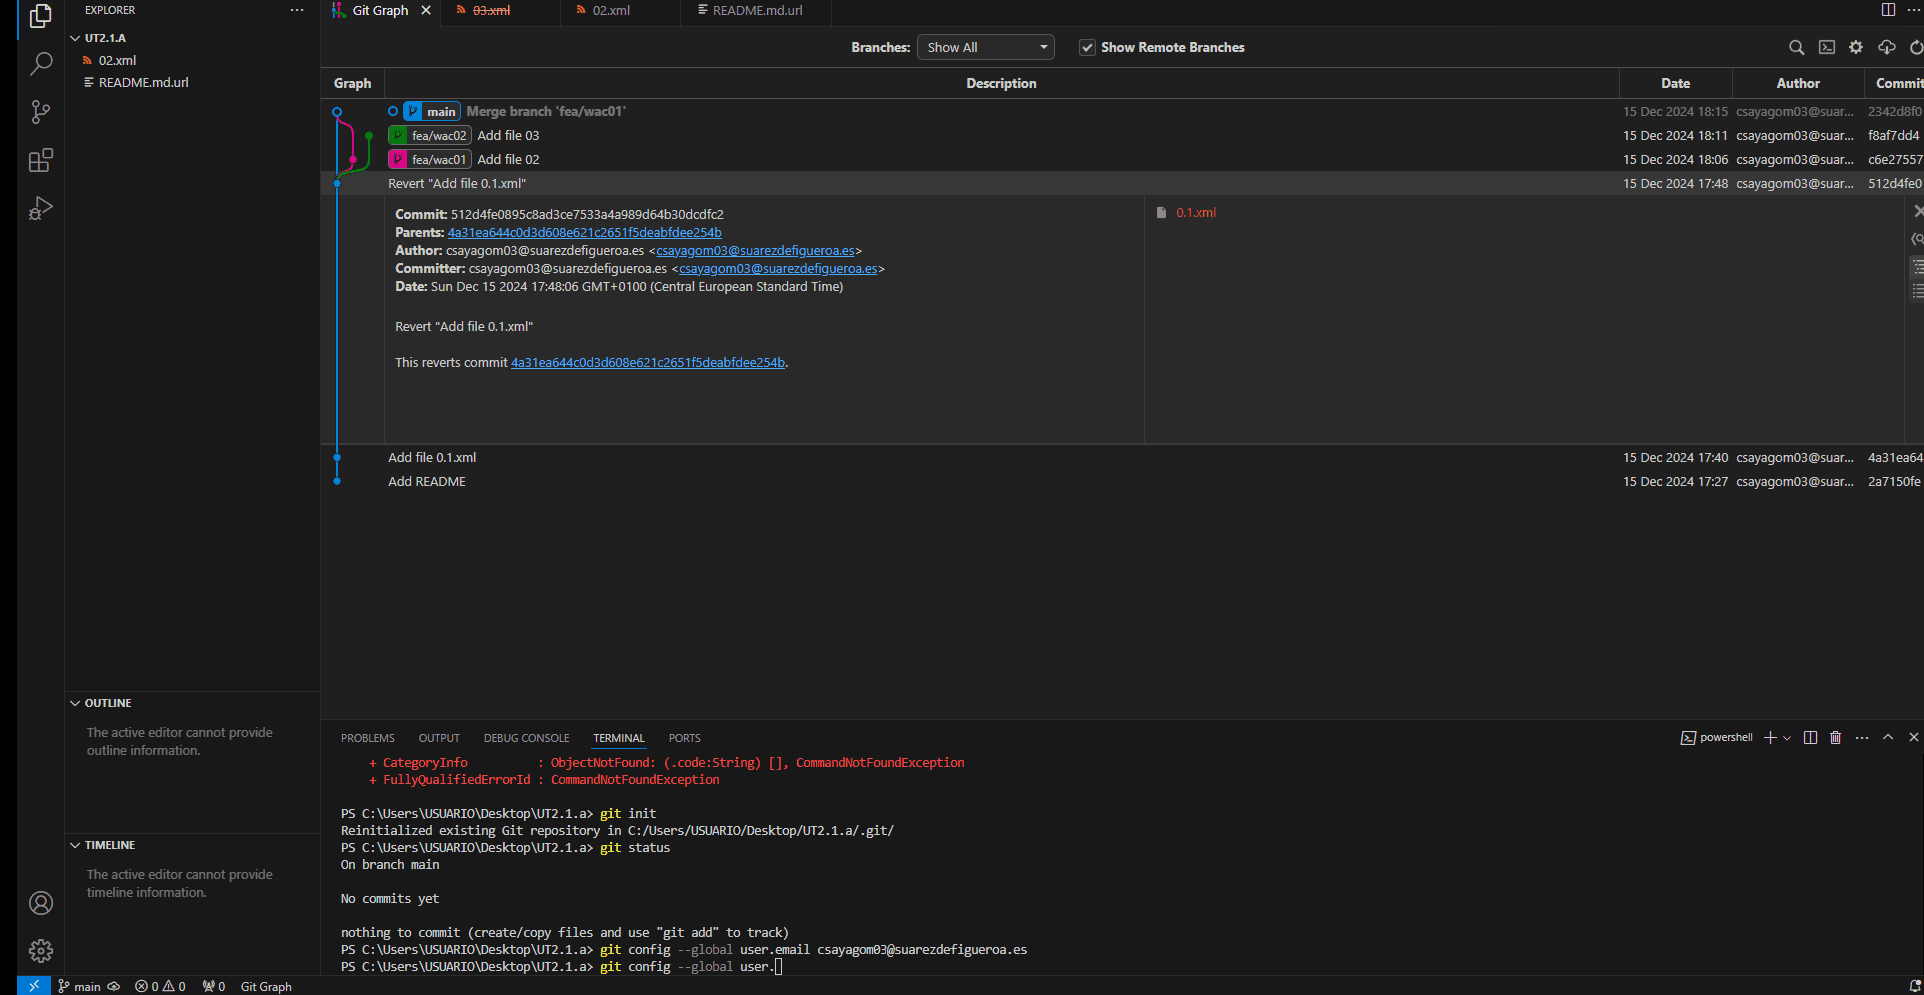 EXPLORER
UT2.1.A
02.xml
README.md.url
Git Graph
03.xml
02.xml
README.md.url
Branches: Show All Show Remote Branches
Graph Description Date Author Commit
main Merge branch 'fea/wac01' 15 Dec 2024 18:15 csayagom03@suar... 2342d8f0
fea/wac02 Add file 03 15 Dec 2024 18:11 csayagom03@suar... f8af7dd4
fea/wac01 Add file 02 15 Dec 2024 18:06 csayagom03@suar... c6e27557
Revert "Add file 0.1.xml" 15 Dec 2024 17:48 csayagom03@suar... 512d4fe0
Commit: 512d4fe0895c8ad3ce7533a4a989d64b30dcdfc2
Parents: 4a31ea644c0d3d608e621c2651f5deabfdee254b
Author: csayagom03@suarezdefigueroa.es <csayagom03@suarezdefigueroa.es>
Committer: csayagom03@suarezdefigueroa.es <csayagom03@suarezdefigueroa.es>
Date: Sun Dec 15 2024 17:48:06 GMT+0100 (Central European Standard Time)
Revert "Add file 0.1.xml"
This reverts commit 4a31ea644c0d3d608e621c2651f5deabfdee254b.
0.1.xml
Add file 0.1.xml 15 Dec 2024 17:40 csayagom03@suar... 4a31ea64
Add README 15 Dec 2024 17:27 csayagom03@suar... 2a7150fe
OUTLINE
The active editor cannot provide
outline information.
TIMELINE
The active editor cannot provide
timeline information.
PROBLEMS OUTPUT DEBUG CONSOLE TERMINAL PORTS
powershell
+ CategoryInfo : ObjectNotFound: (.code:String) [], CommandNotFoundException
+ FullyQualifiedErrorId : CommandNotFoundException
PS C:\Users\USUARIO\Desktop\UT2.1.a> git init
Reinitialized existing Git repository in C:/Users/USUARIO/Desktop/UT2.1.a/.git/
PS C:\Users\USUARIO\Desktop\UT2.1.a> git status
On branch main
No commits yet
nothing to commit (create/copy files and use "git add" to track)
PS C:\Users\USUARIO\Desktop\UT2.1.a> git config --global user.email csayagom03@suarezdefigueroa.es
PS C:\Users\USUARIO\Desktop\UT2.1.a> git config --global user.
main 0 0 0 Git Graph